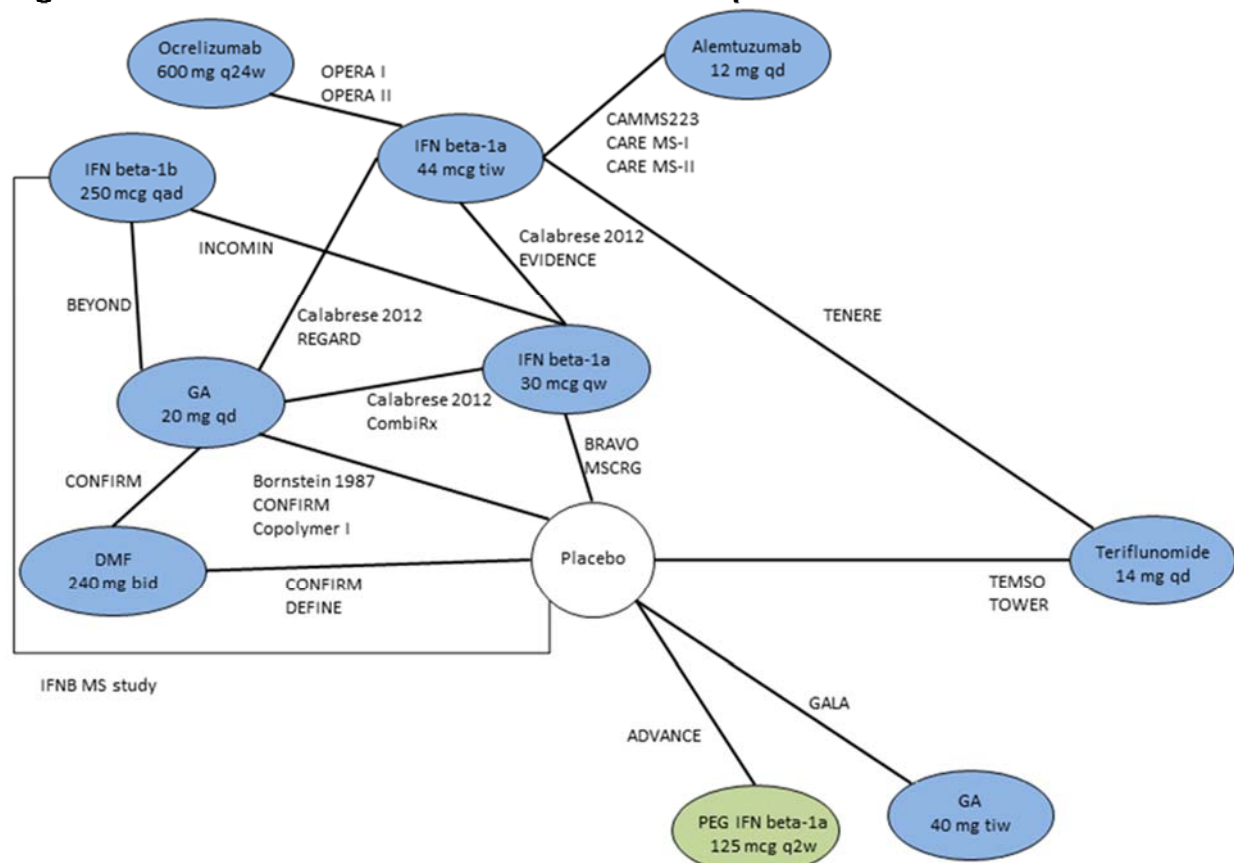 Ocrelizumab
600 mg q24w
OPERA I
OPERA II
Alemtuzumab
12 mg qd
CAMMS223
CARE MS-I
CARE MS-II
IFN beta-1a
44 mcg tiw
IFN beta-1b
250 mcg qad
INCOMIN
Calabrese 2012
EVIDENCE
BEYOND
Calabrese 2012
REGARD
TENERE
IFN beta-1a
30 mcg qw
GA
20 mg qd
Calabrese 2012
CombiRx
BRAVO
MSCRG
CONFIRM
Bornstein 1987
CONFIRM
Copolymer I
DMF
240 mg bid
CONFIRM
DEFINE
Placebo
Teriflunomide
14 mg qd
TEMSO
TOWER
IFNB MS study
GALA
ADVANCE
PEG IFN beta-1a
125 mcg q2w
GA
40 mg tiw